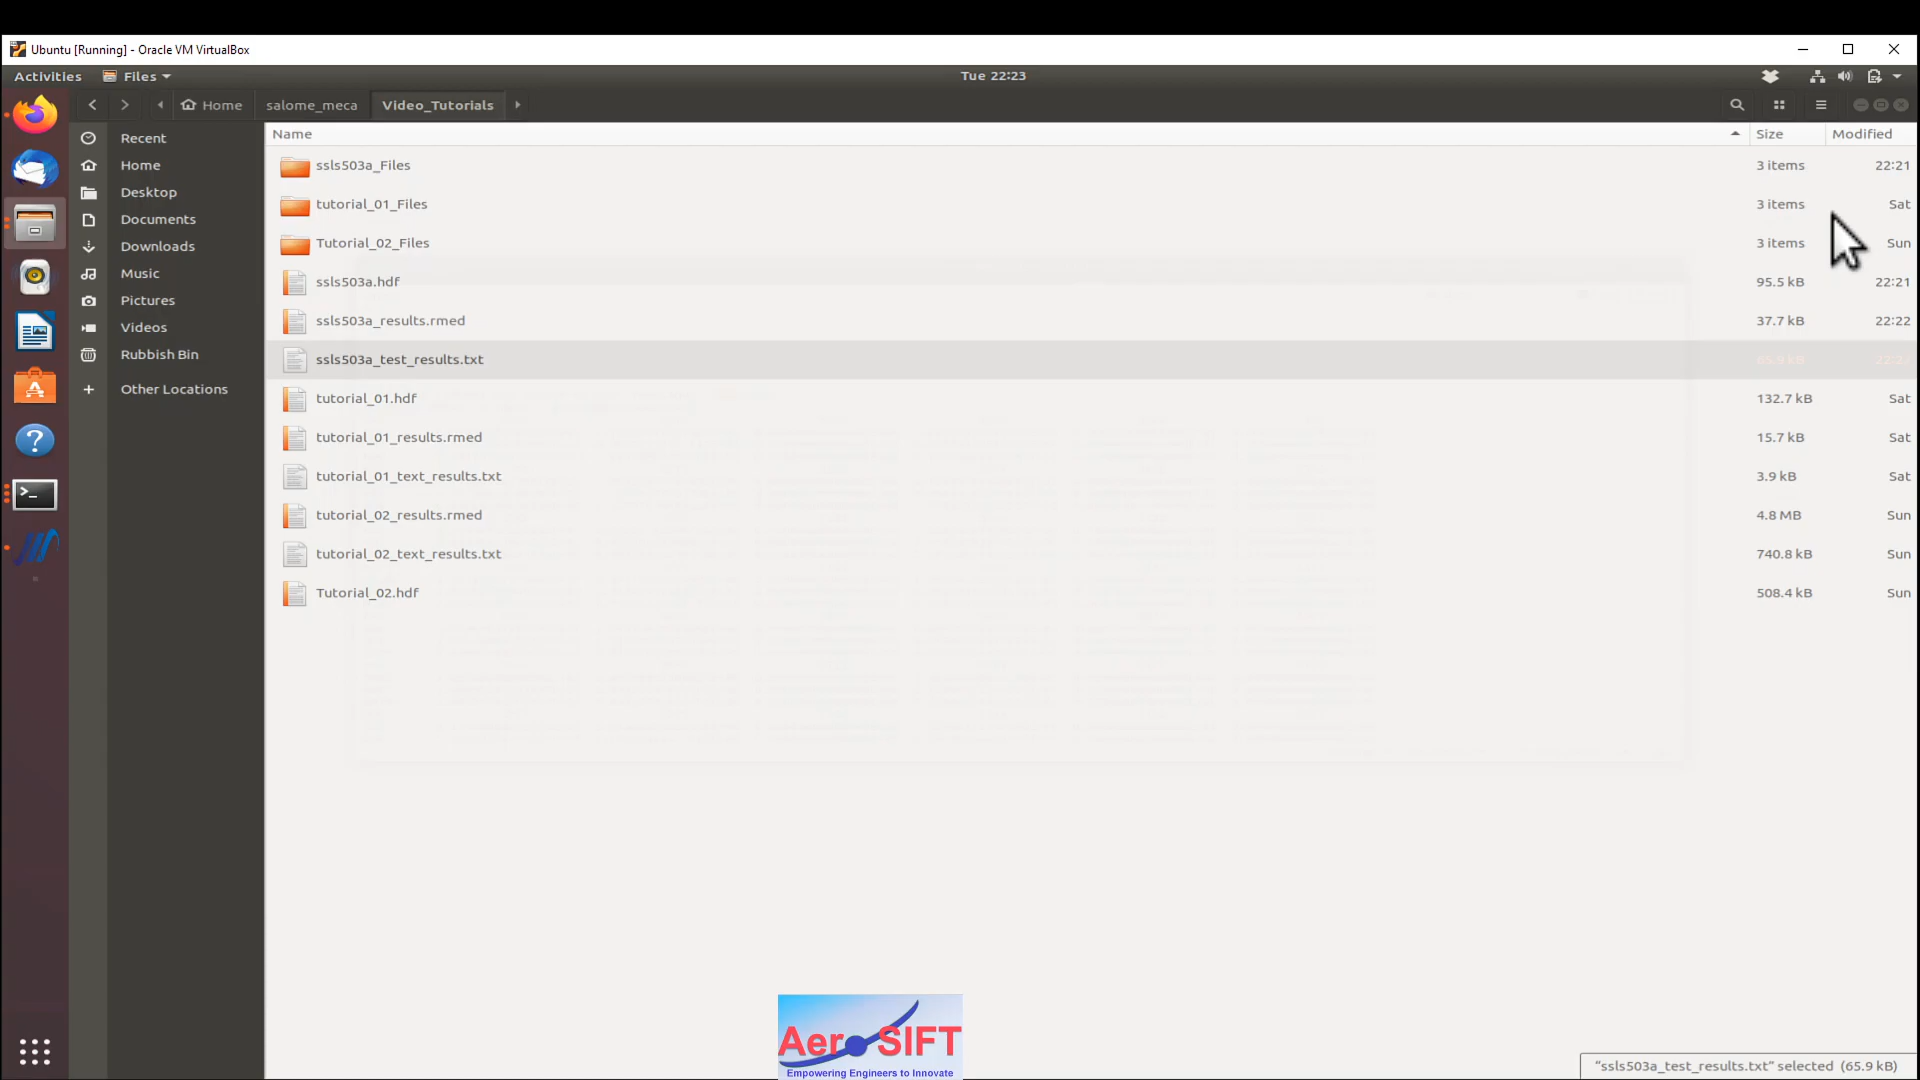 Ubuntu [Running] - Oracle VM VirtualBox
Activities Files Tue 22:23
Home salome_meca Video_Tutorials
Recent
Home
Desktop
Documents
Downloads
Music
Pictures
Videos
Rubbish Bin
Other Locations
Name Size Modified
ssls503a_Files 3 items 22:21
tutorial_01_Files 3 items Sat
Tutorial_02_Files 3 items Sun
ssls503a.hdf 95.5 kB 22:21
ssls503a_results.rmed 37.7 kB 22:22
ssls503a_test_results.txt 65.9 kB
tutorial_01.hdf 132.7 kB Sat
tutorial_01_results.rmed 15.7 kB Sat
tutorial_01_text_results.txt 3.9 kB Sat
tutorial_02_results.rmed 4.8 MB Sun
tutorial_02_text_results.txt 740.8 kB Sun
Tutorial_02.hdf 508.4 kB Sun
AeroSIFT
Empowering Engineers to Innovate
"ssls503a_test_results.txt" selected (65.9 kB)